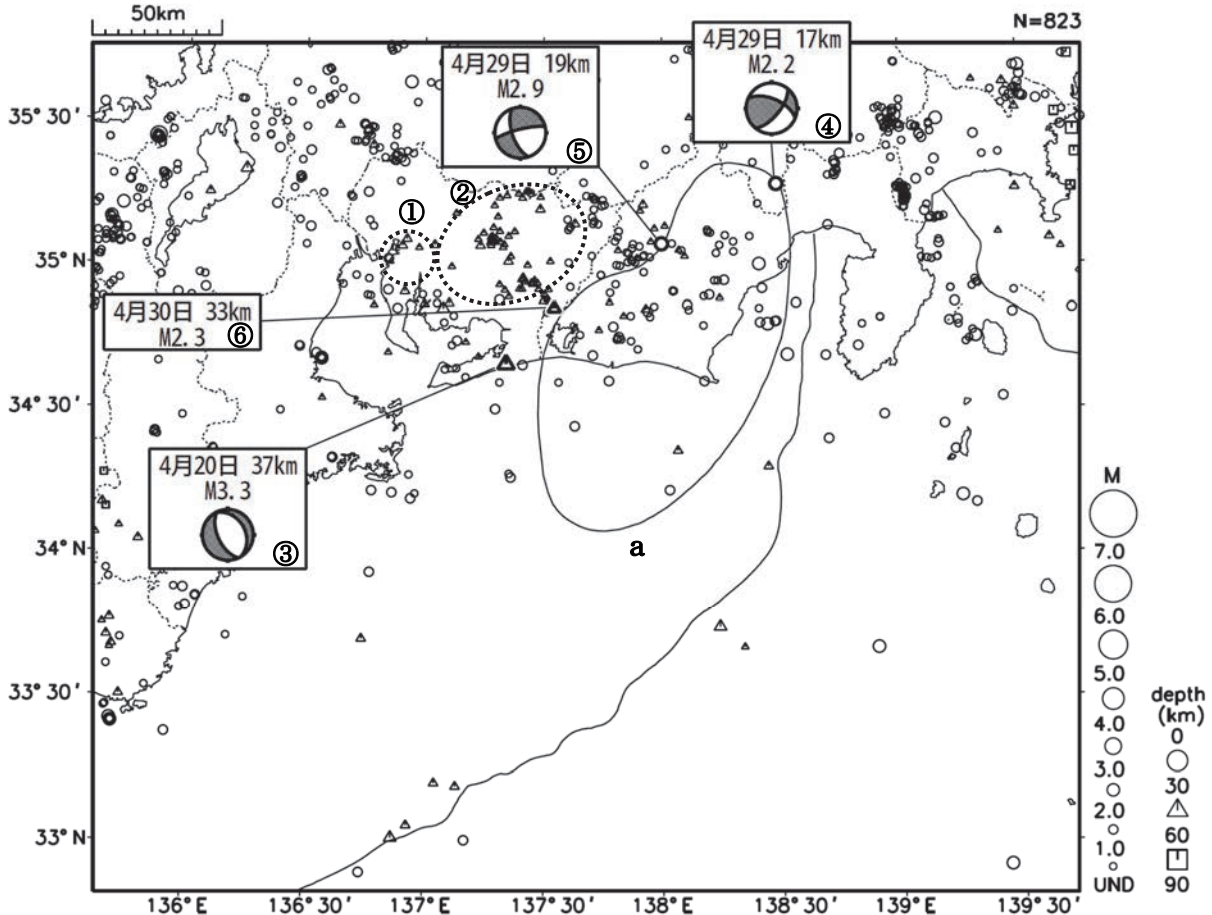 50km
N=823
4月29日 17km
M2.2
④
4月29日 19km
M2.9
⑤
35°30′
①
②
35°N
4月30日 33km
M2.3
⑥
34°30′
4月20日 37km
M3.3
③
34°N
a
33°30′
33°N
136°E
136°30′
137°E
137°30′
138°E
138°30′
139°E
139°30′
M
7.0
6.0
5.0
4.0
3.0
2.0
1.0
UND
depth
(km)
0
30
60
90